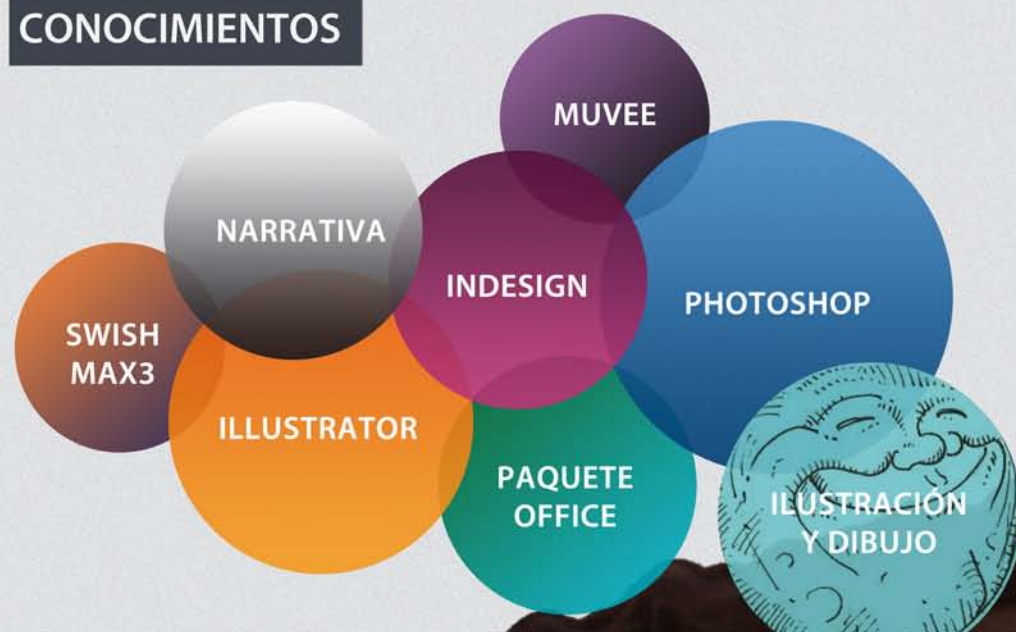 CONOCIMIENTOS
MUVEE
NARRATIVA
INDESIGN
PHOTOSHOP
SWISH
MAX3
ILLUSTRATOR
PAQUETE
OFFICE
ILUSTRACIÓN
Y DIBUJO